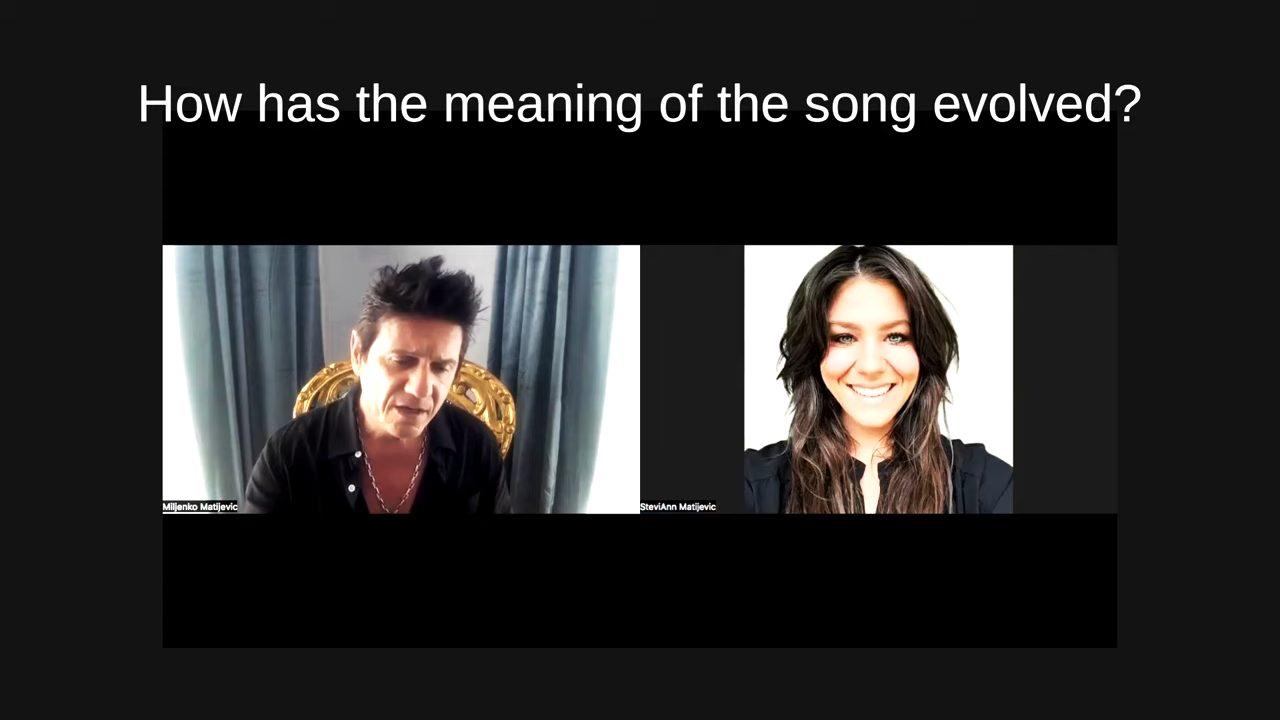 How has the meaning of the song evolved?
Miljenko Matijevic
SteviAnn Matijevic